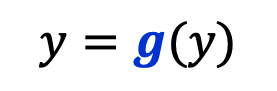 y = g(y)